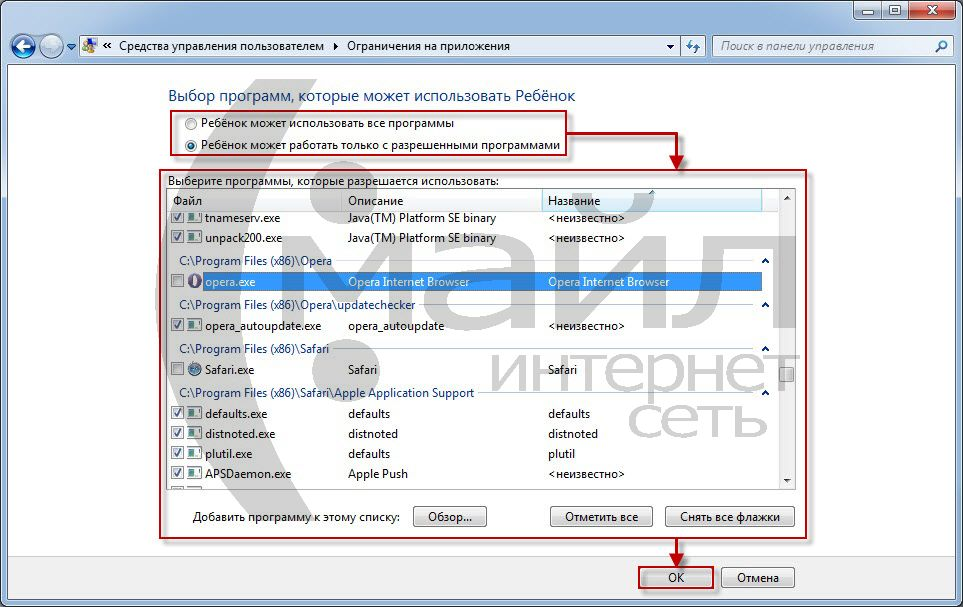 « Средства управления пользователем Ограничения на приложения Поиск в панели управления
Выбор программ, которые может использовать Ребёнок
Ребёнок может использовать все программы
Ребёнок может работать только с разрешенными программами
Выберите программы, которые разрешается использовать:
Файл Описание Название
tnameserv.exe Java(TM) Platform SE binary <неизвестно>
unpack200.exe Java(TM) Platform SE binary <неизвестно>
C:\Program Files (x86)\Opera
opera.exe Opera Internet Browser Opera Internet Browser
C:\Program Files (x86)\Opera\updatechecker
opera_autoupdate.exe opera_autoupdate <неизвестно>
C:\Program Files (x86)\Safari
Safari.exe Safari Safari
C:\Program Files (x86)\Safari\Apple Application Support
defaults.exe defaults defaults
distnoted.exe distnoted distnoted
plutil.exe plutil plutil
APSDaemon.exe Apple Push <неизвестно>
Добавить программу к этому списку: Обзор... Отметить все Снять все флажки
OK Отмена
майл
интернет
сеть